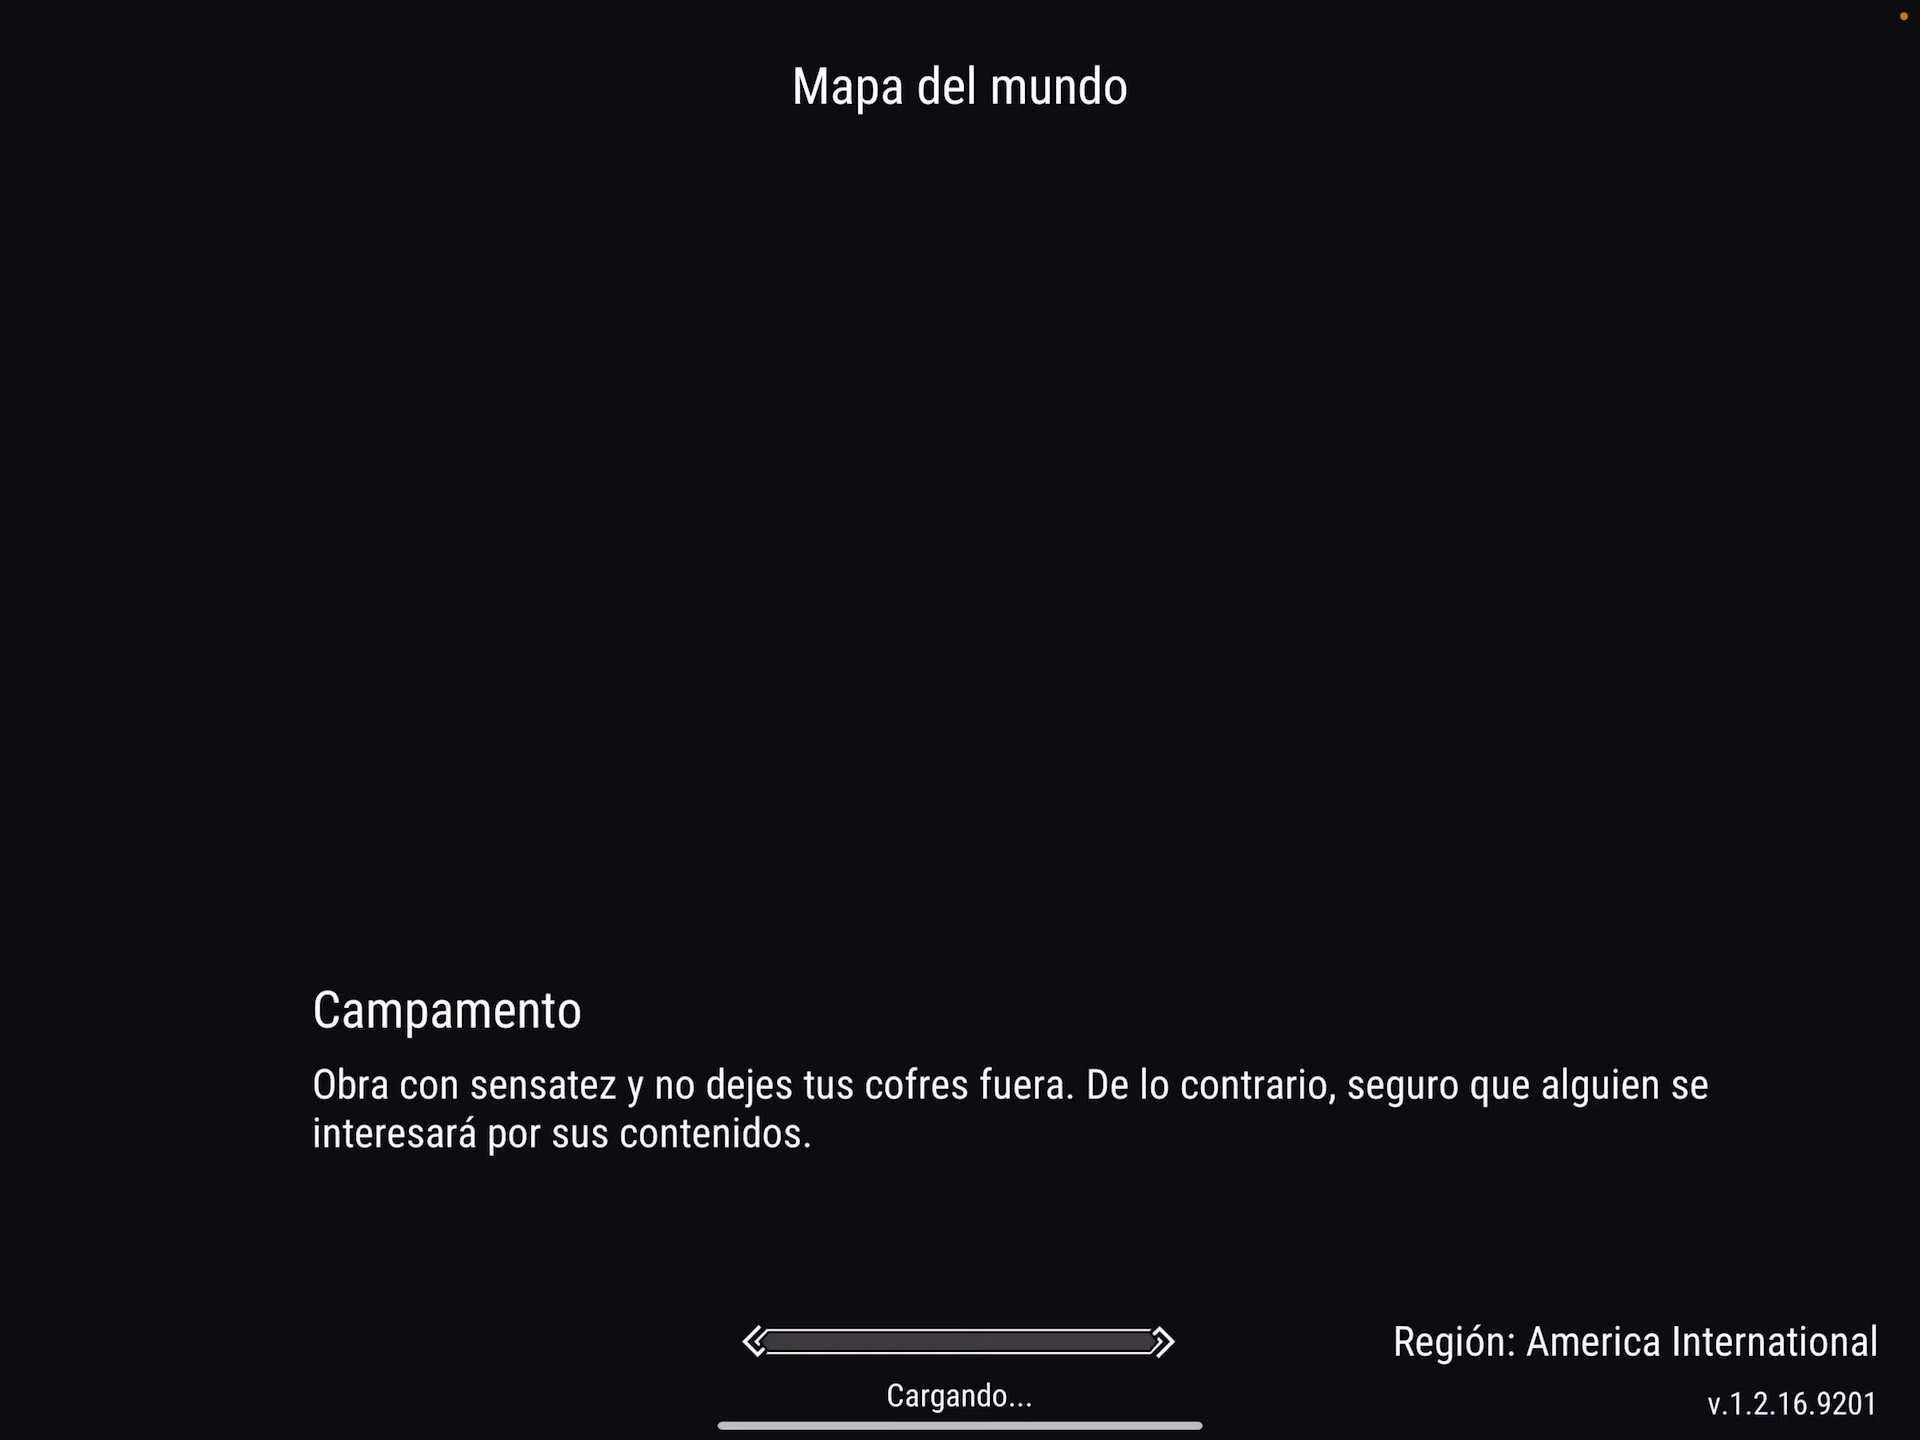 Mapa del mundo
Campamento
Obra con sensatez y no dejes tus cofres fuera. De lo contrario, seguro que alguien se
interesará por sus contenidos.
Región: America International
Cargando...
v.1.2.16.9201